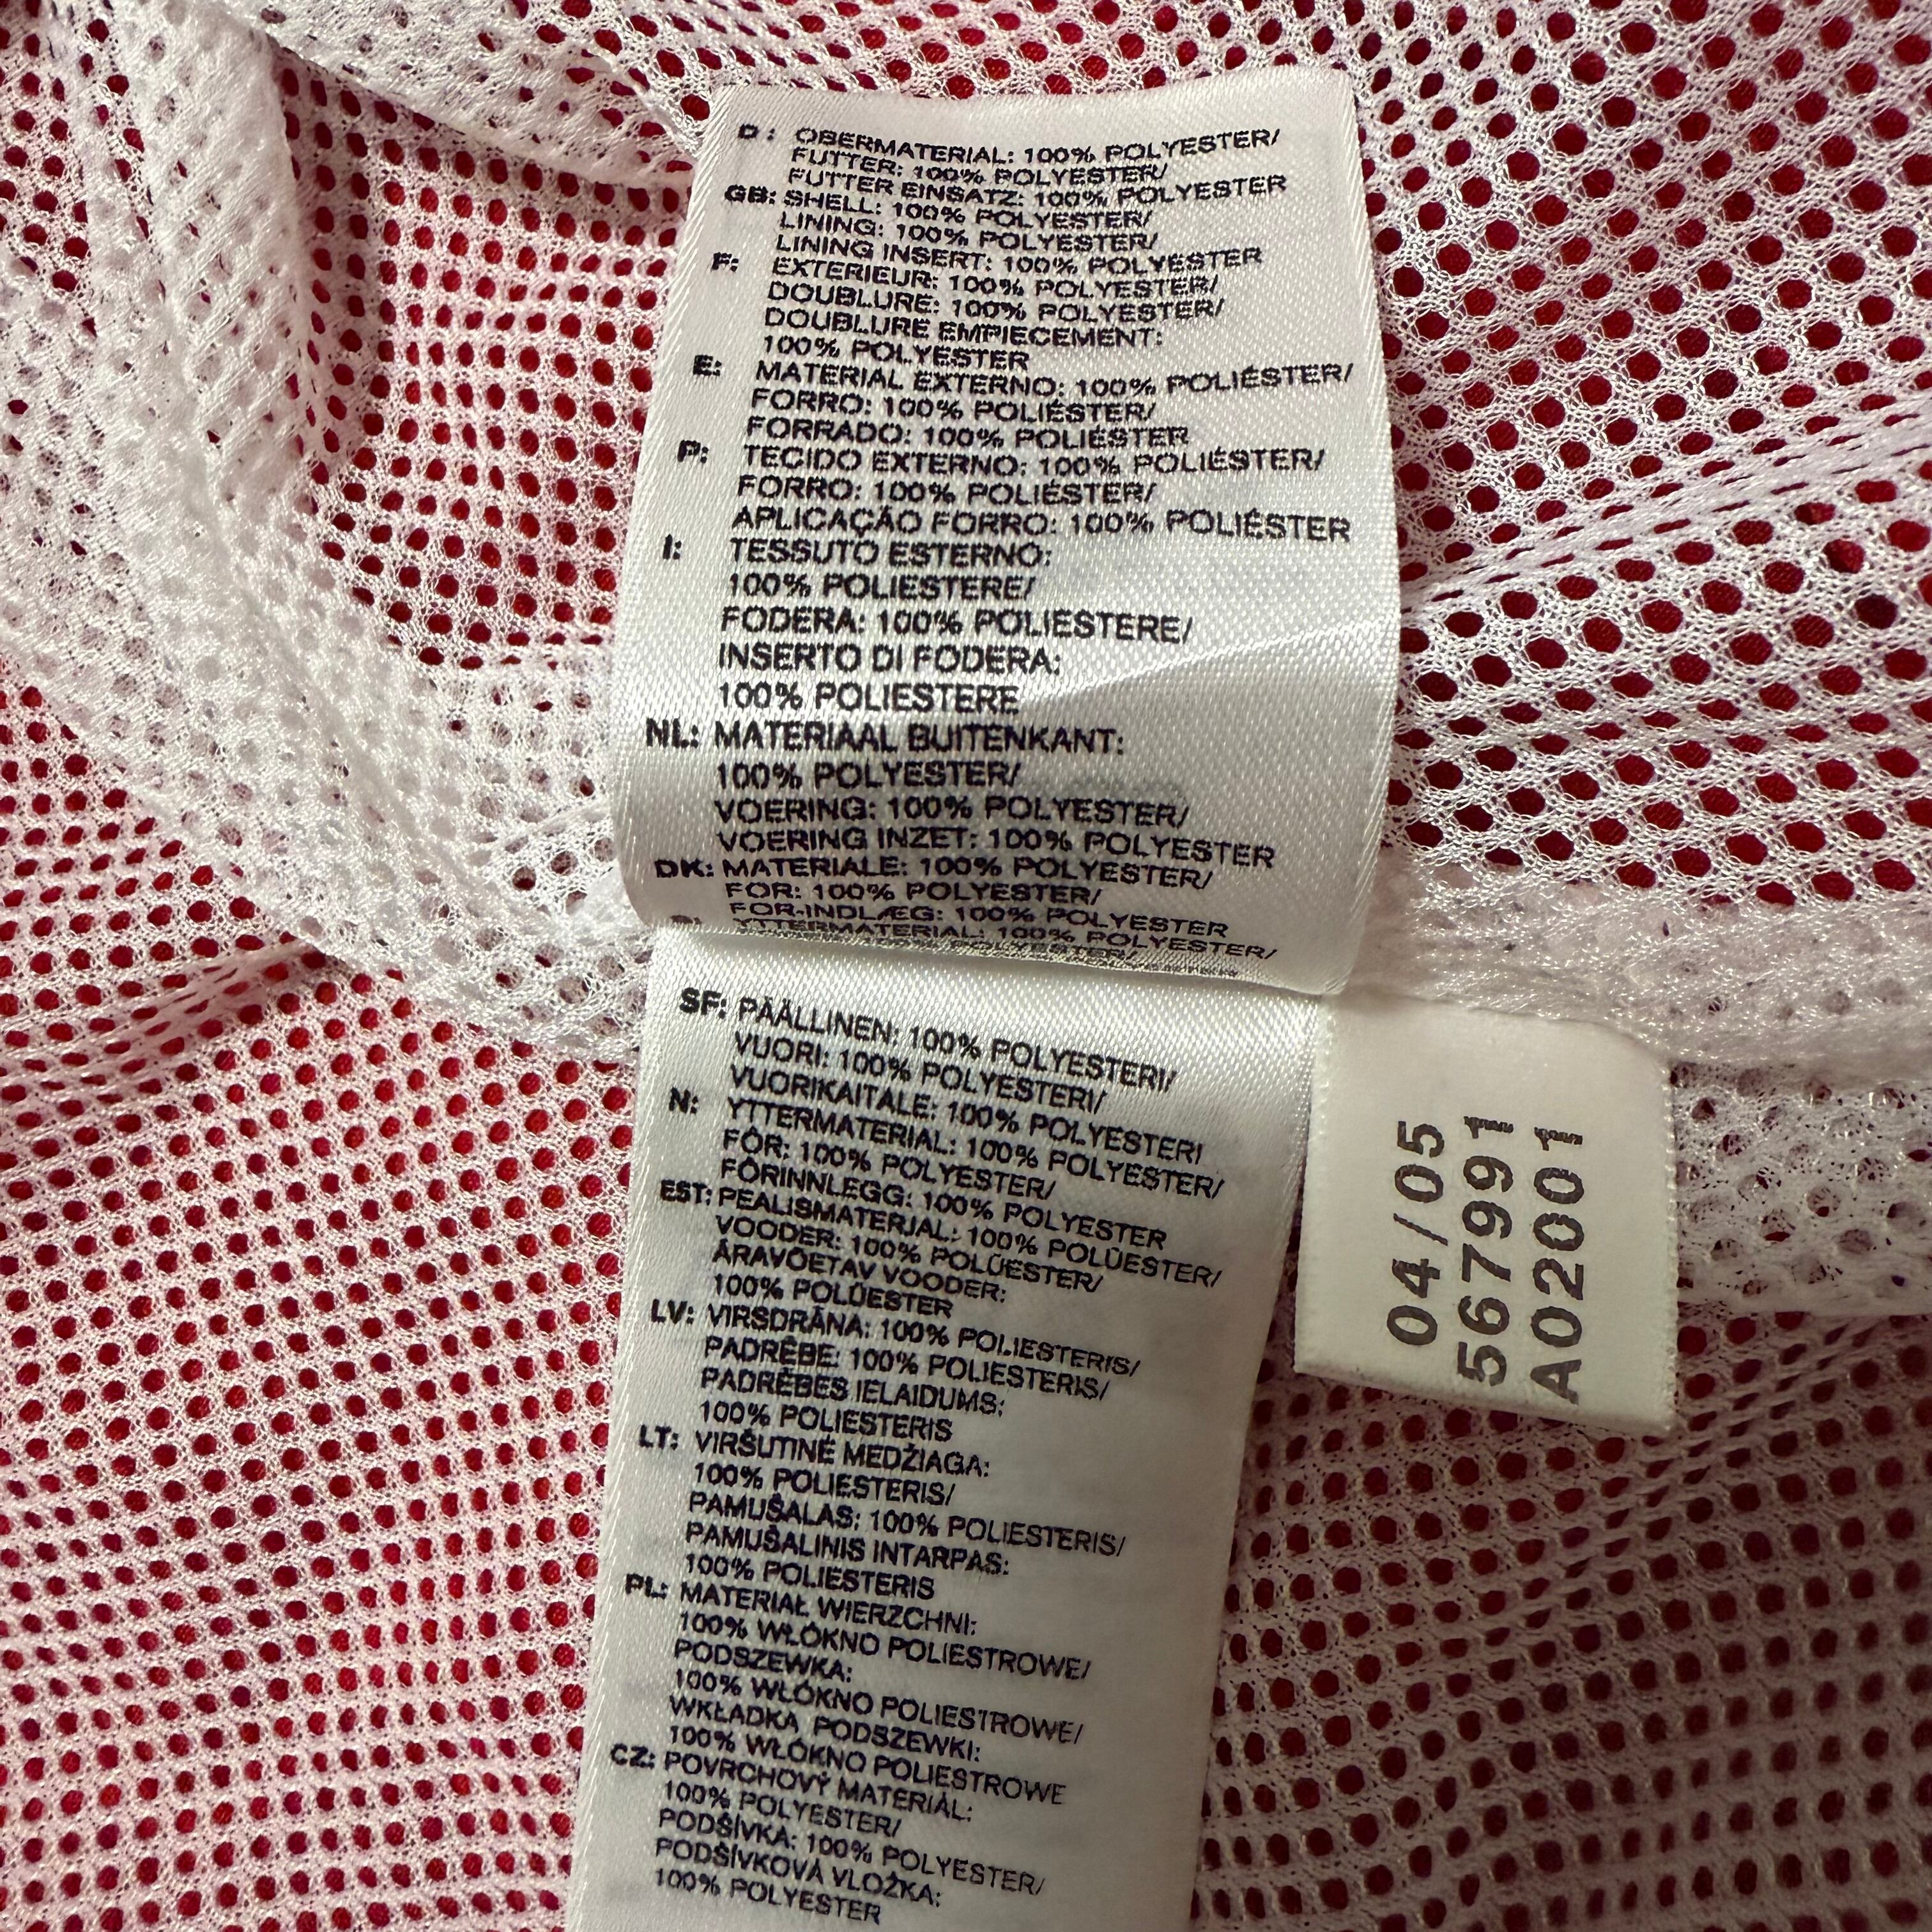 D: OBERMATERIAL: 100% POLYESTER/
FUTTER: 100% POLYESTER/
FUTTER EINSATZ: 100% POLYESTER
GB: SHELL: 100% POLYESTER/
LINING: 100% POLYESTER/
LINING INSERT: 100% POLYESTER
F: EXTERIEUR: 100% POLYESTER/
DOUBLURE: 100% POLYESTER/
DOUBLURE EMPIECEMENT:
100% POLYESTER
E: MATERIAL EXTERNO: 100% POLIÉSTER/
FORRO: 100% POLIÉSTER/
FORRADO: 100% POLIÉSTER
P: TECIDO EXTERNO: 100% POLIÉSTER/
FORRO: 100% POLIÉSTER/
APLICAÇÃO FORRO: 100% POLIÉSTER
I: TESSUTO ESTERNO:
100% POLIESTERE/
FODERA: 100% POLIESTERE/
INSERTO DI FODERA:
100% POLIESTERE
NL: MATERIAAL BUITENKANT:
100% POLYESTER/
VOERING: 100% POLYESTER/
VOERING INZET: 100% POLYESTER
DK: MATERIALE: 100% POLYESTER/
FOR: 100% POLYESTER/
FOR-INDLÆG: 100% POLYESTER
YTTERMATERIAL: 100% POLYESTER/
100% POLYESTER/
SF: PÄÄLLINEN: 100% POLYESTERI/
VUORI: 100% POLYESTERI/
VUORIKAITALE: 100% POLYESTERI
N: YTTERMATERIAL: 100% POLYESTER/
FÔR: 100% POLYESTER/
FÔRINNLEGG: 100% POLYESTER
EST: PEALISMATERJAL: 100% POLÜESTER/
VOODER: 100% POLÜESTER/
ÄRAVÕETAV VOODER:
100% POLÜESTER
LV: VIRSDRĀNA: 100% POLIESTERIS/
PADRĒBE: 100% POLIESTERIS/
PADRĒBES IELAIDUMS:
100% POLIESTERIS
LT: VIRŠUTINĖ MEDŽIAGA:
100% POLIESTERIS/
PAMUŠALAS: 100% POLIESTERIS/
PAMUŠALINIS INTARPAS:
100% POLIESTERIS
PL: MATERIAŁ WIERZCHNI:
100% WŁÓKNO POLIESTROWE/
PODSZEWKA:
100% WŁÓKNO POLIESTROWE/
WKŁADKA PODSZEWKI:
100% WŁÓKNO POLIESTROWE
CZ: POVRCHOVÝ MATERIÁL:
100% POLYESTER/
PODŠÍVKA: 100% POLYESTER/
PODŠÍVKOVÁ VLOŽKA:
100% POLYESTER
04/05
567991
A02001